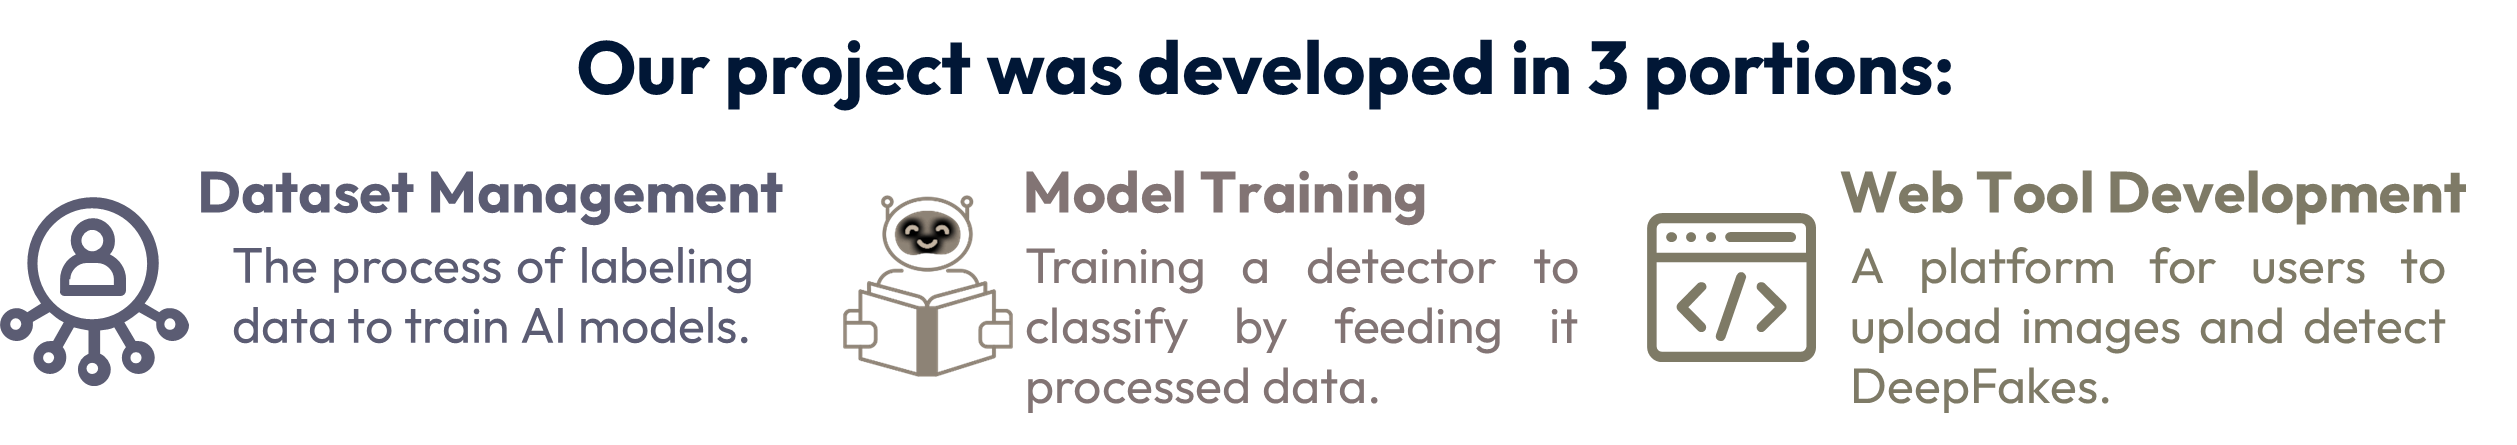 Our project was developed in 3 portions:
Dataset Management
The process of labeling
data to train AI models.
Model Training
Training a detector to
classify by feeding it
processed data.
Web Tool Development
A platform for users to
upload images and detect
DeepFakes.